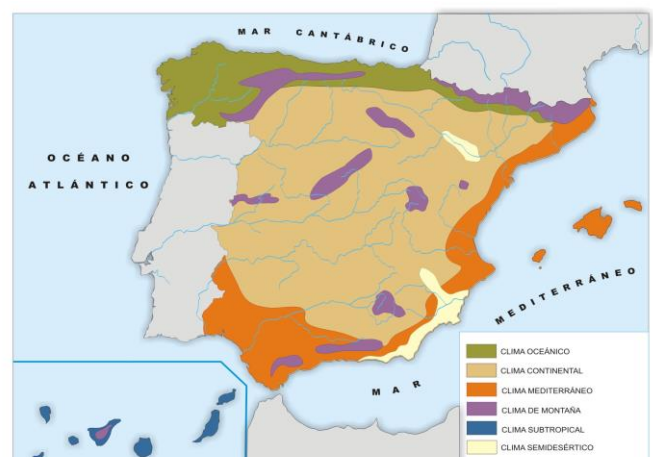 MAR CANTÁBRICO
OCÉANO
ATLÁNTICO
MEDITERRÁNEO
MAR
CLIMA OCEÁNICO
CLIMA CONTINENTAL
CLIMA MEDITERRÁNEO
CLIMA DE MONTAÑA
CLIMA SUBTROPICAL
CLIMA SEMIDESÉRTICO